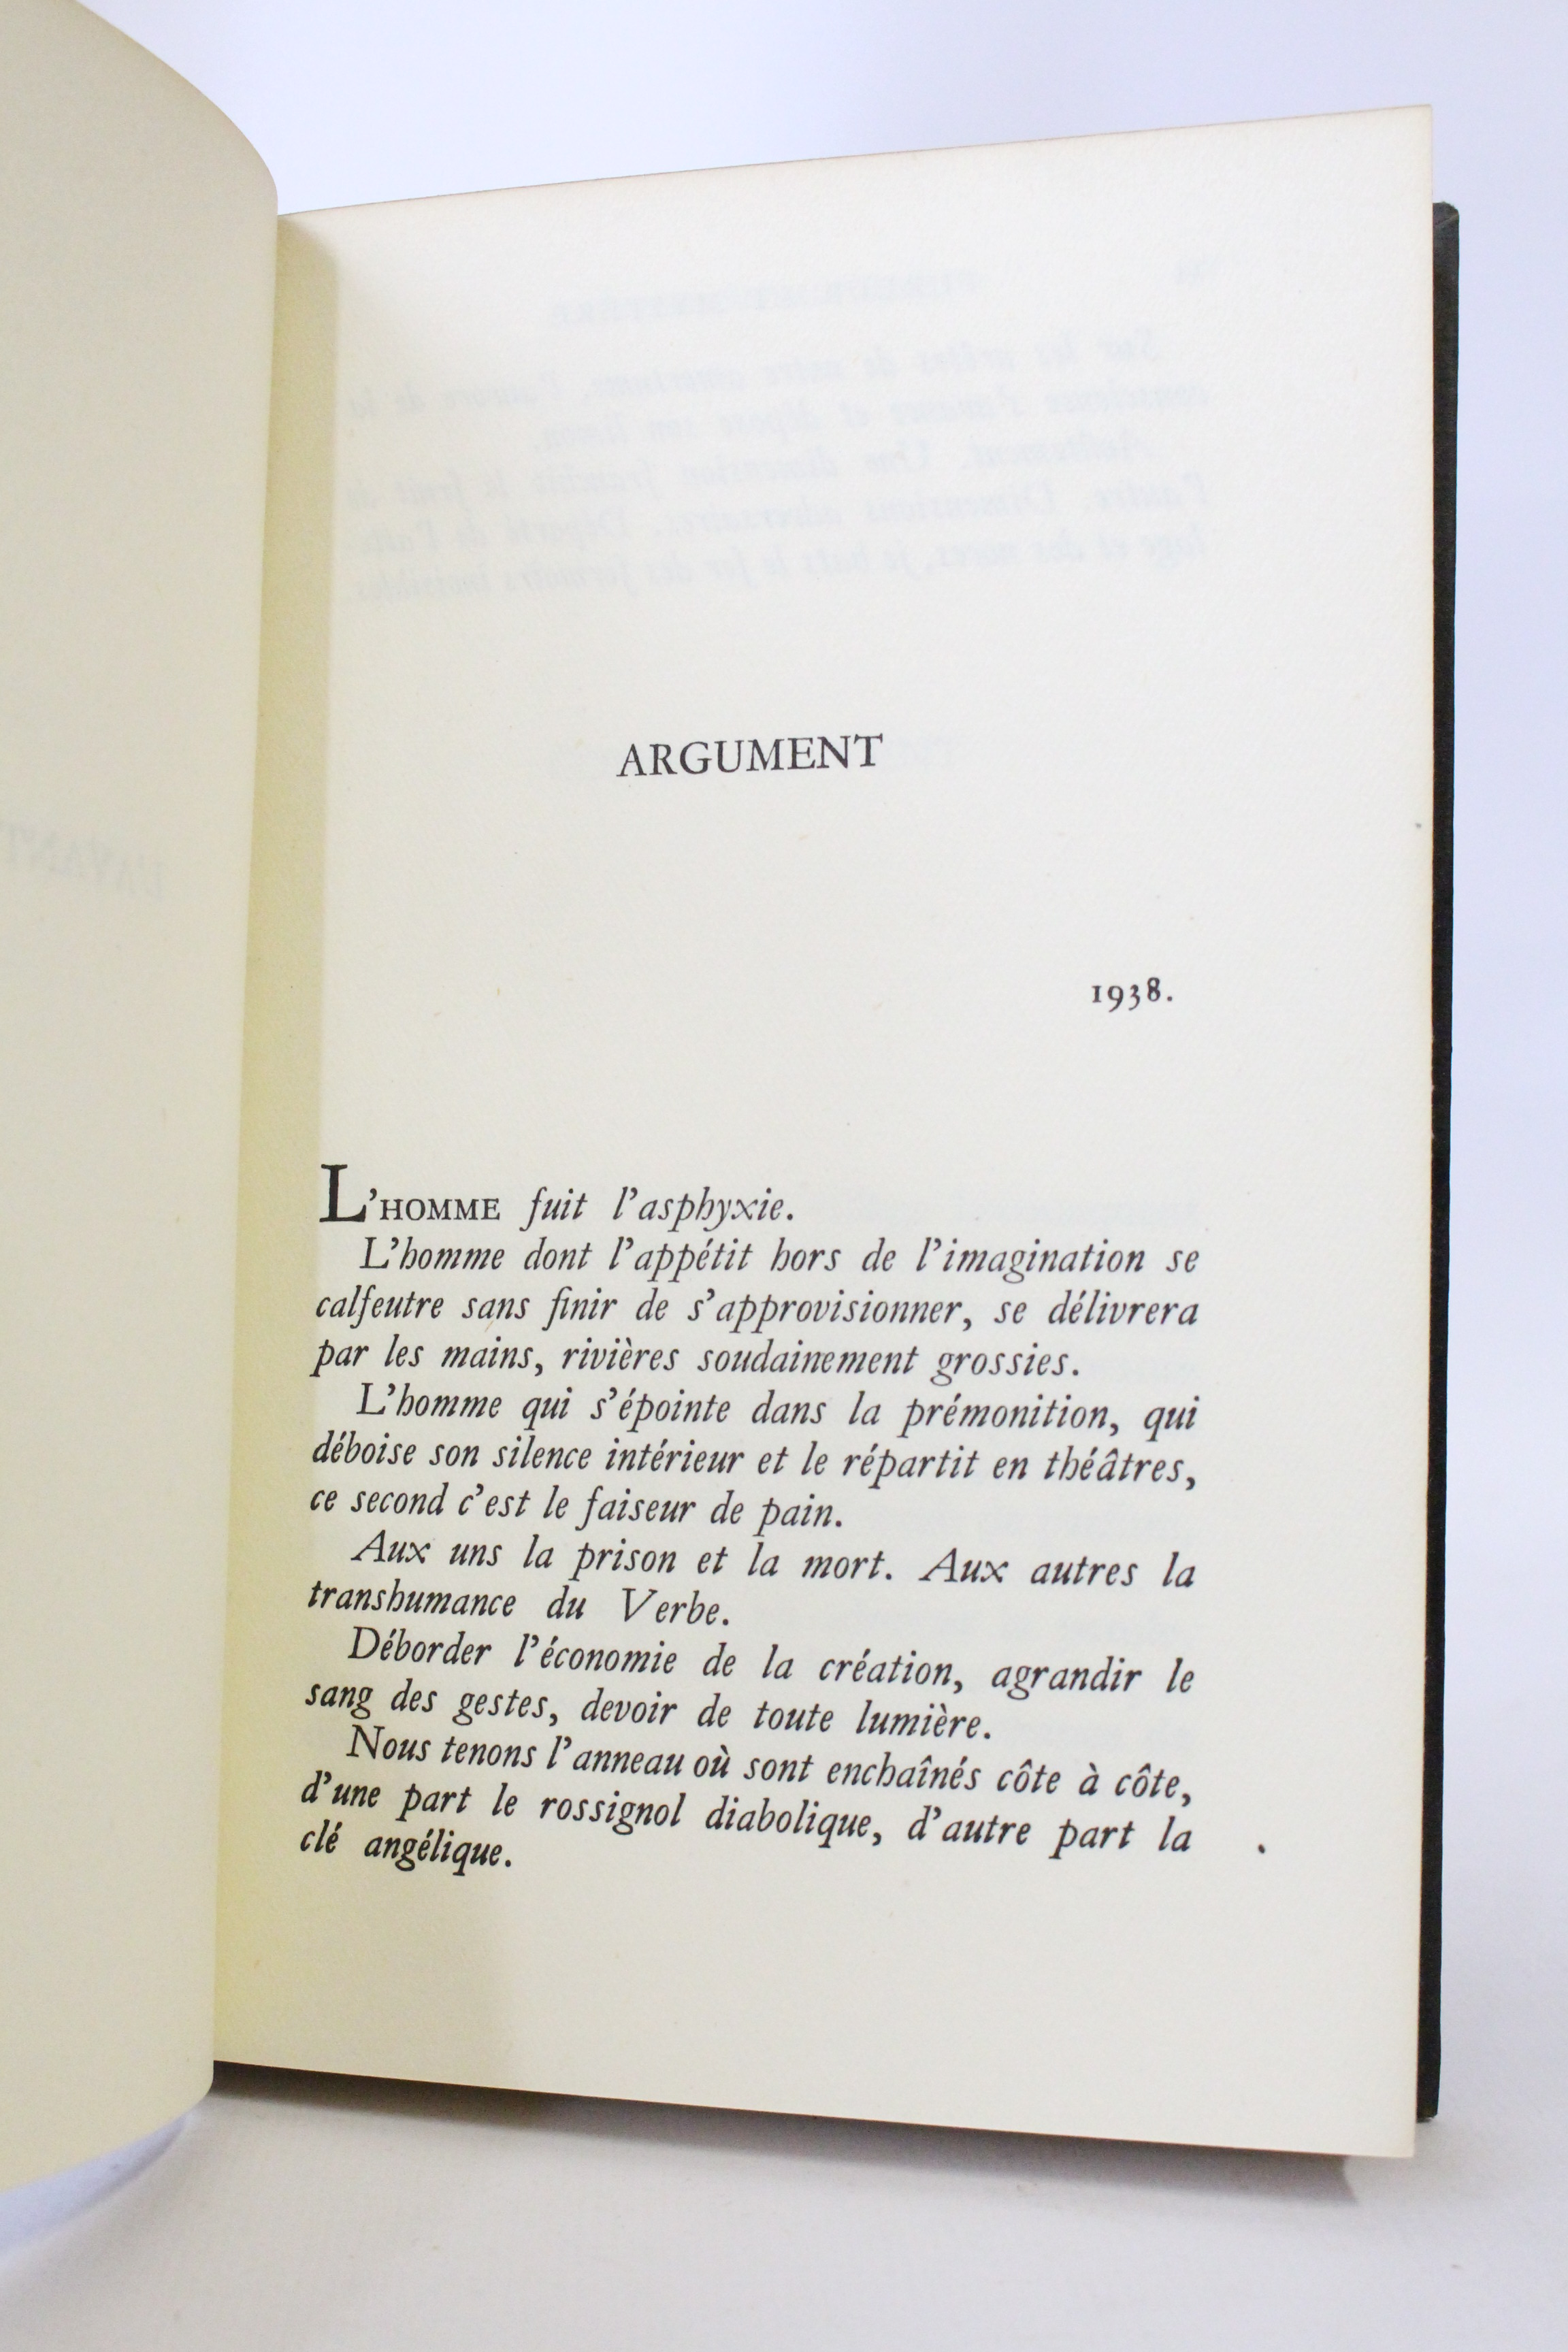 ARGUMENT
1938.
L'HOMME fuit l'asphyxie.
L'homme dont l'appétit hors de l'imagination se
calfeutre sans finir de s'approvisionner, se délivrera
par les mains, rivières soudainement grossies.
L'homme qui s'épointe dans la prémonition, qui
déboise son silence intérieur et le répartit en théâtres,
ce second c'est le faiseur de pain.
Aux uns la prison et la mort. Aux autres la
transhumance du Verbe.
Déborder l'économie de la création, agrandir le
sang des gestes, devoir de toute lumière.
Nous tenons l'anneau où sont enchaînés côte à côte,
d'une part le rossignol diabolique, d'autre part la
clé angélique.